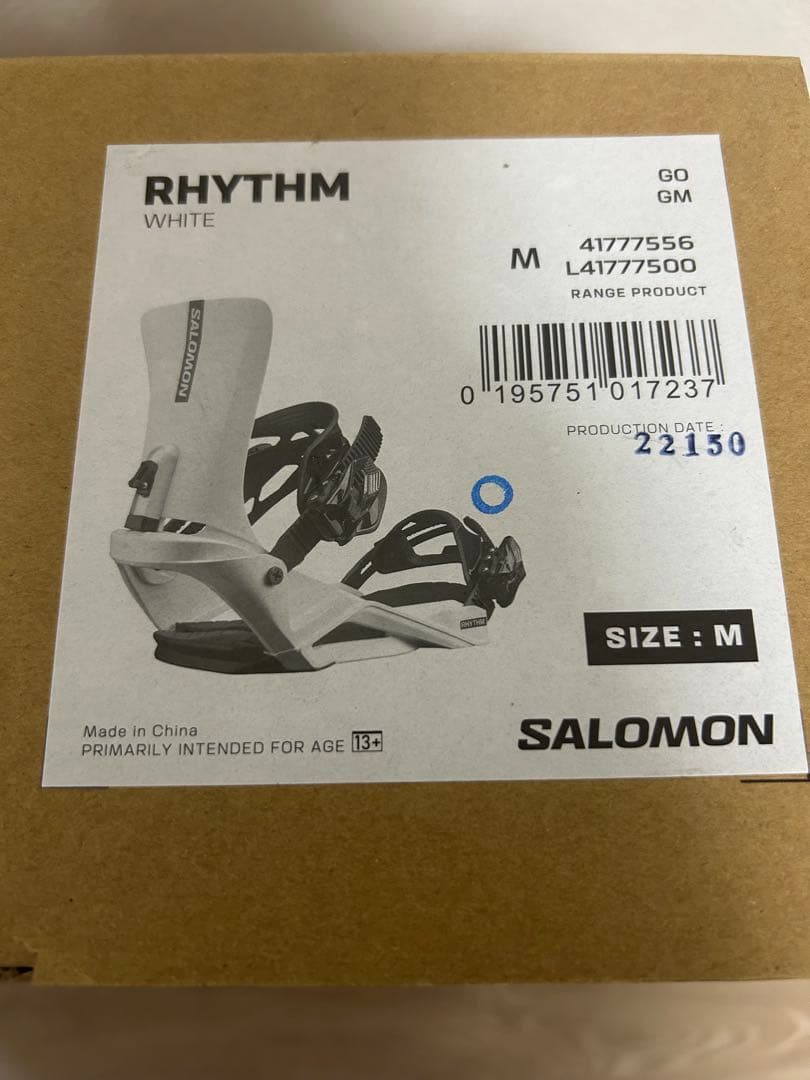 RHYTHM
WHITE
GO
GM
M
41777556
L41777500
RANGE PRODUCT
0 195751 017237
PRODUCTION DATE :
22150
SALOMON
RHYTHM
SIZE : M
Made in China
PRIMARILY INTENDED FOR AGE 13+
SALOMON